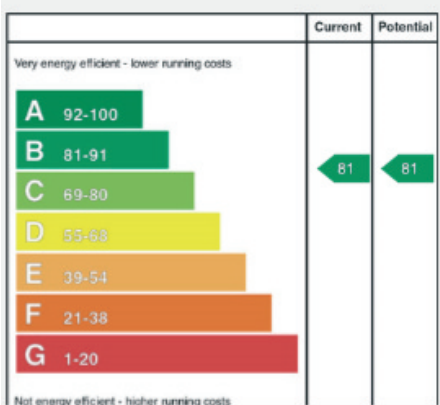 Current Potential
Very energy efficient - lower running costs
A 92-100
B 81-91
81 81
C 69-80
D 55-68
E 39-54
F 21-38
G 1-20
Not energy efficient - higher running costs